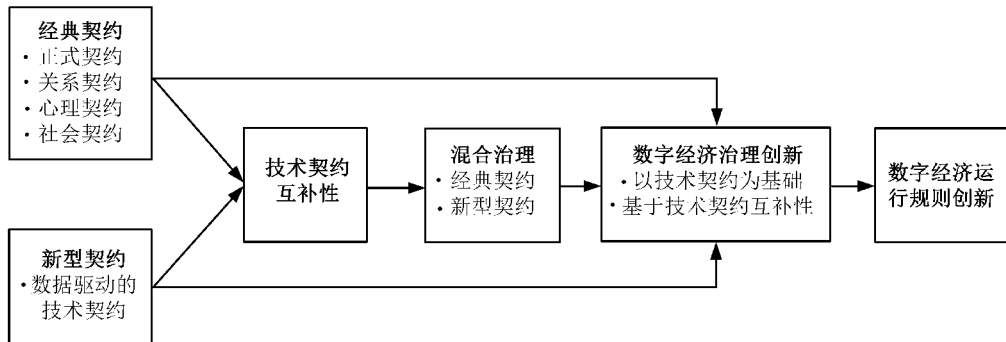 经典契约
· 正式契约
· 关系契约
· 心理契约
· 社会契约
新型契约
· 数据驱动的
技术契约
技术契约
互补性
混合治理
· 经典契约
· 新型契约
数字经济治理创新
· 以技术契约为基础
· 基于技术契约互补性
数字经济运
行规则创新